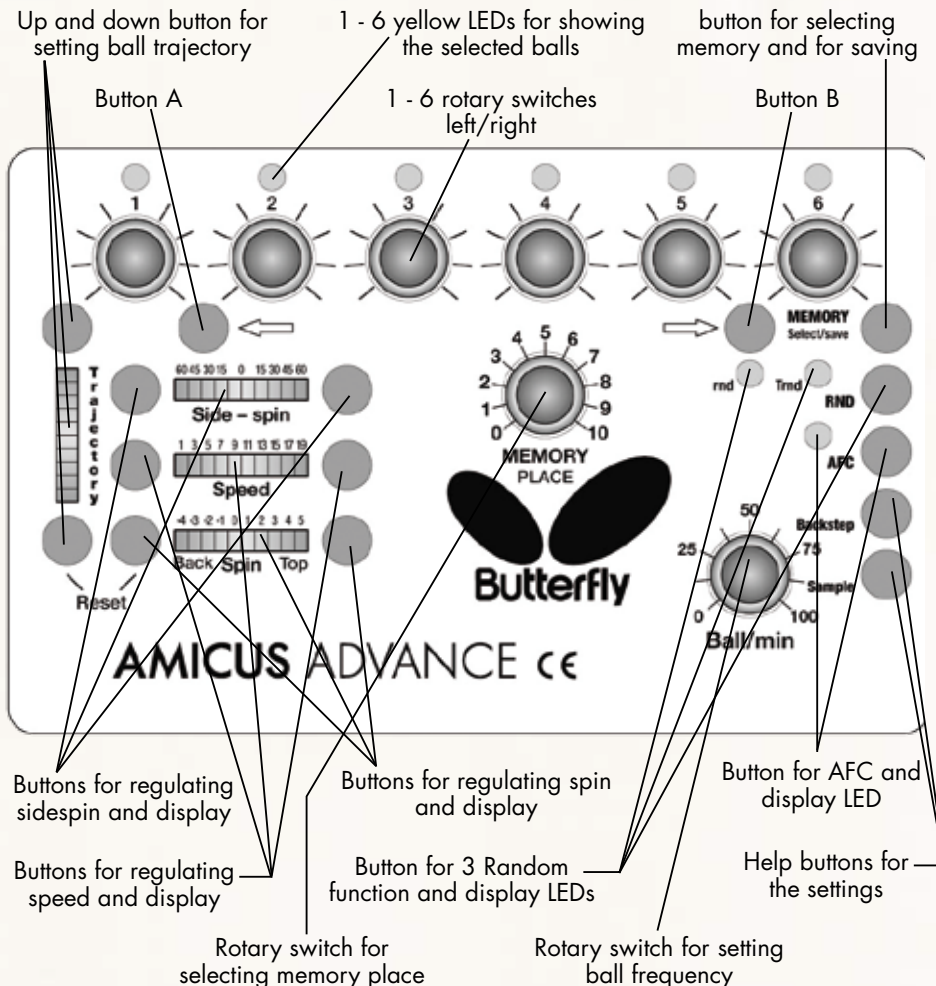 Up and down button for
setting ball trajectory
1 - 6 yellow LEDs for showing
the selected balls
button for selecting
memory and for saving
Button A
1 - 6 rotary switches
left/right
Button B
1 2 3 4 5 6
MEMORY
Select/save
Trajectory
60 45 30 15 0 15 30 45 60
Side - spin
1 3 5 7 9 11 13 15 17 19
Speed
-4 -3 -2 -1 0 1 2 3 4 5
Back Spin Top
Reset
0 1 2 3 4 5 6 7 8 9 10
MEMORY
PLACE
rnd Trnd
RND
AFC
Backstep
Sample
0 25 50 75 100
Ball/min
Butterfly
AMICUS ADVANCE CE
Buttons for regulating
sidespin and display
Buttons for regulating spin
and display
Button for AFC and
display LED
Buttons for regulating
speed and display
Button for 3 Random
function and display LEDs
Help buttons for
the settings
Rotary switch for
selecting memory place
Rotary switch for setting
ball frequency